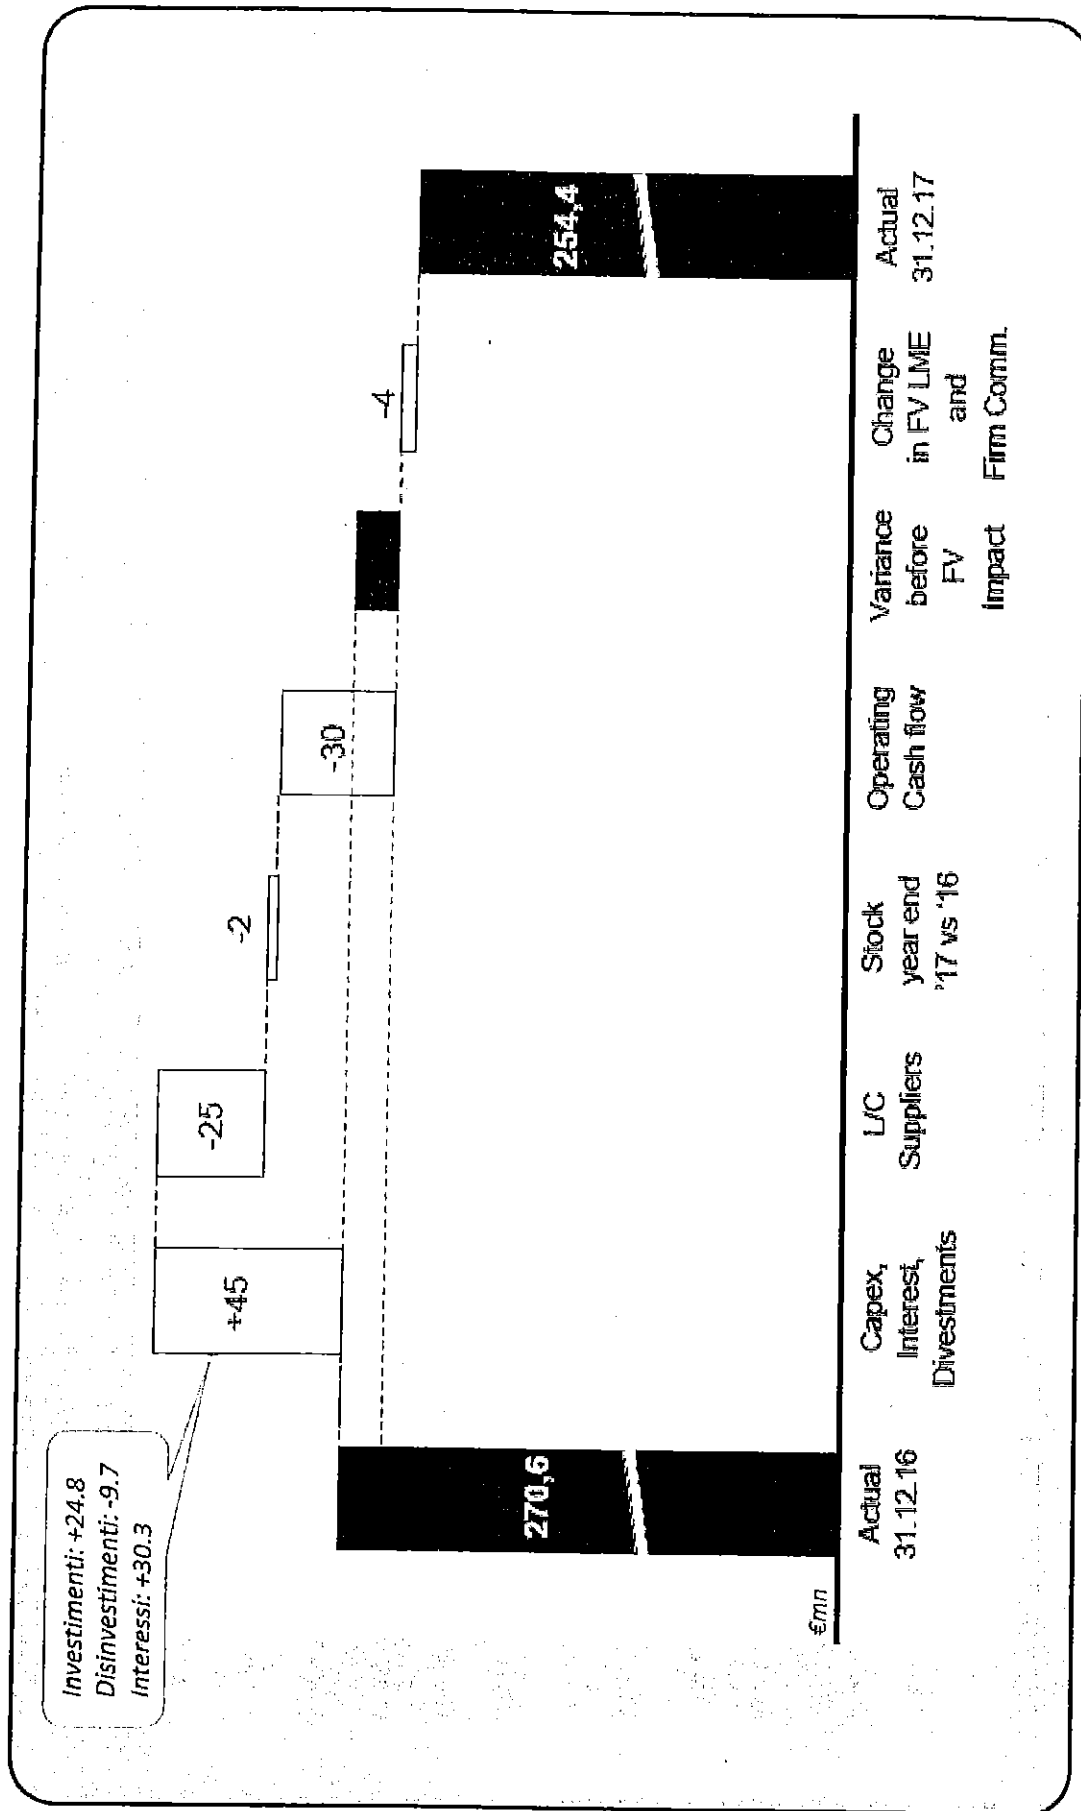 Investimenti: +24.8
Disinvestimenti: -9.7
Interessi: +30.3
+45
-25
-2
-30
-4
270,6
254,4
€mn
Actual
31.12.16
Capex,
Interest,
Divestments
L/C
Suppliers
Stock
year end
'17 vs '16
Operating
Cash flow
Variance
before
FV
Impact
Change
in FV LME
and
Firm Comm.
Actual
31.12.17